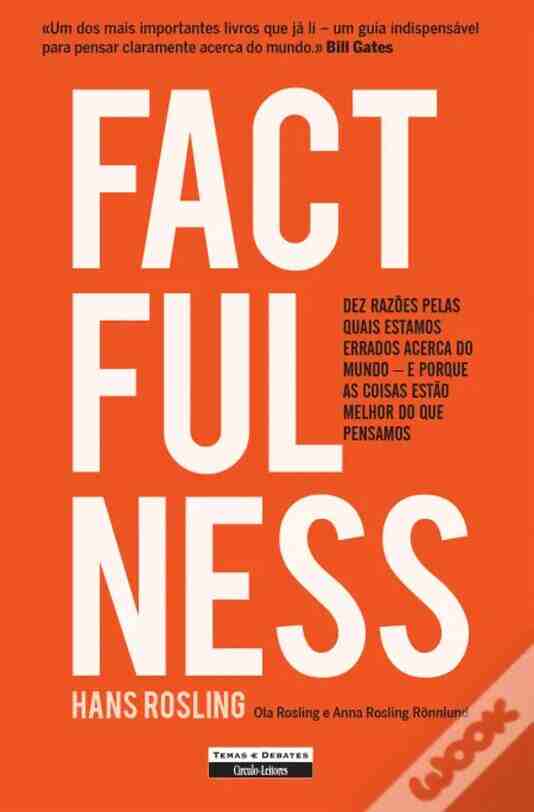 «Um dos mais importantes livros que já li – um guia indispensável
para pensar claramente acerca do mundo.» Bill Gates
FACT
FUL
NESS
DEZ RAZÕES PELAS
QUAIS ESTAMOS
ERRADOS ACERCA DO
MUNDO – E PORQUE
AS COISAS ESTÃO
MELHOR DO QUE
PENSAMOS
HANS ROSLING Ola Rosling e Anna Rosling Rönnlund
TEMAS E DEBATES
Círculo-Leitores
wook